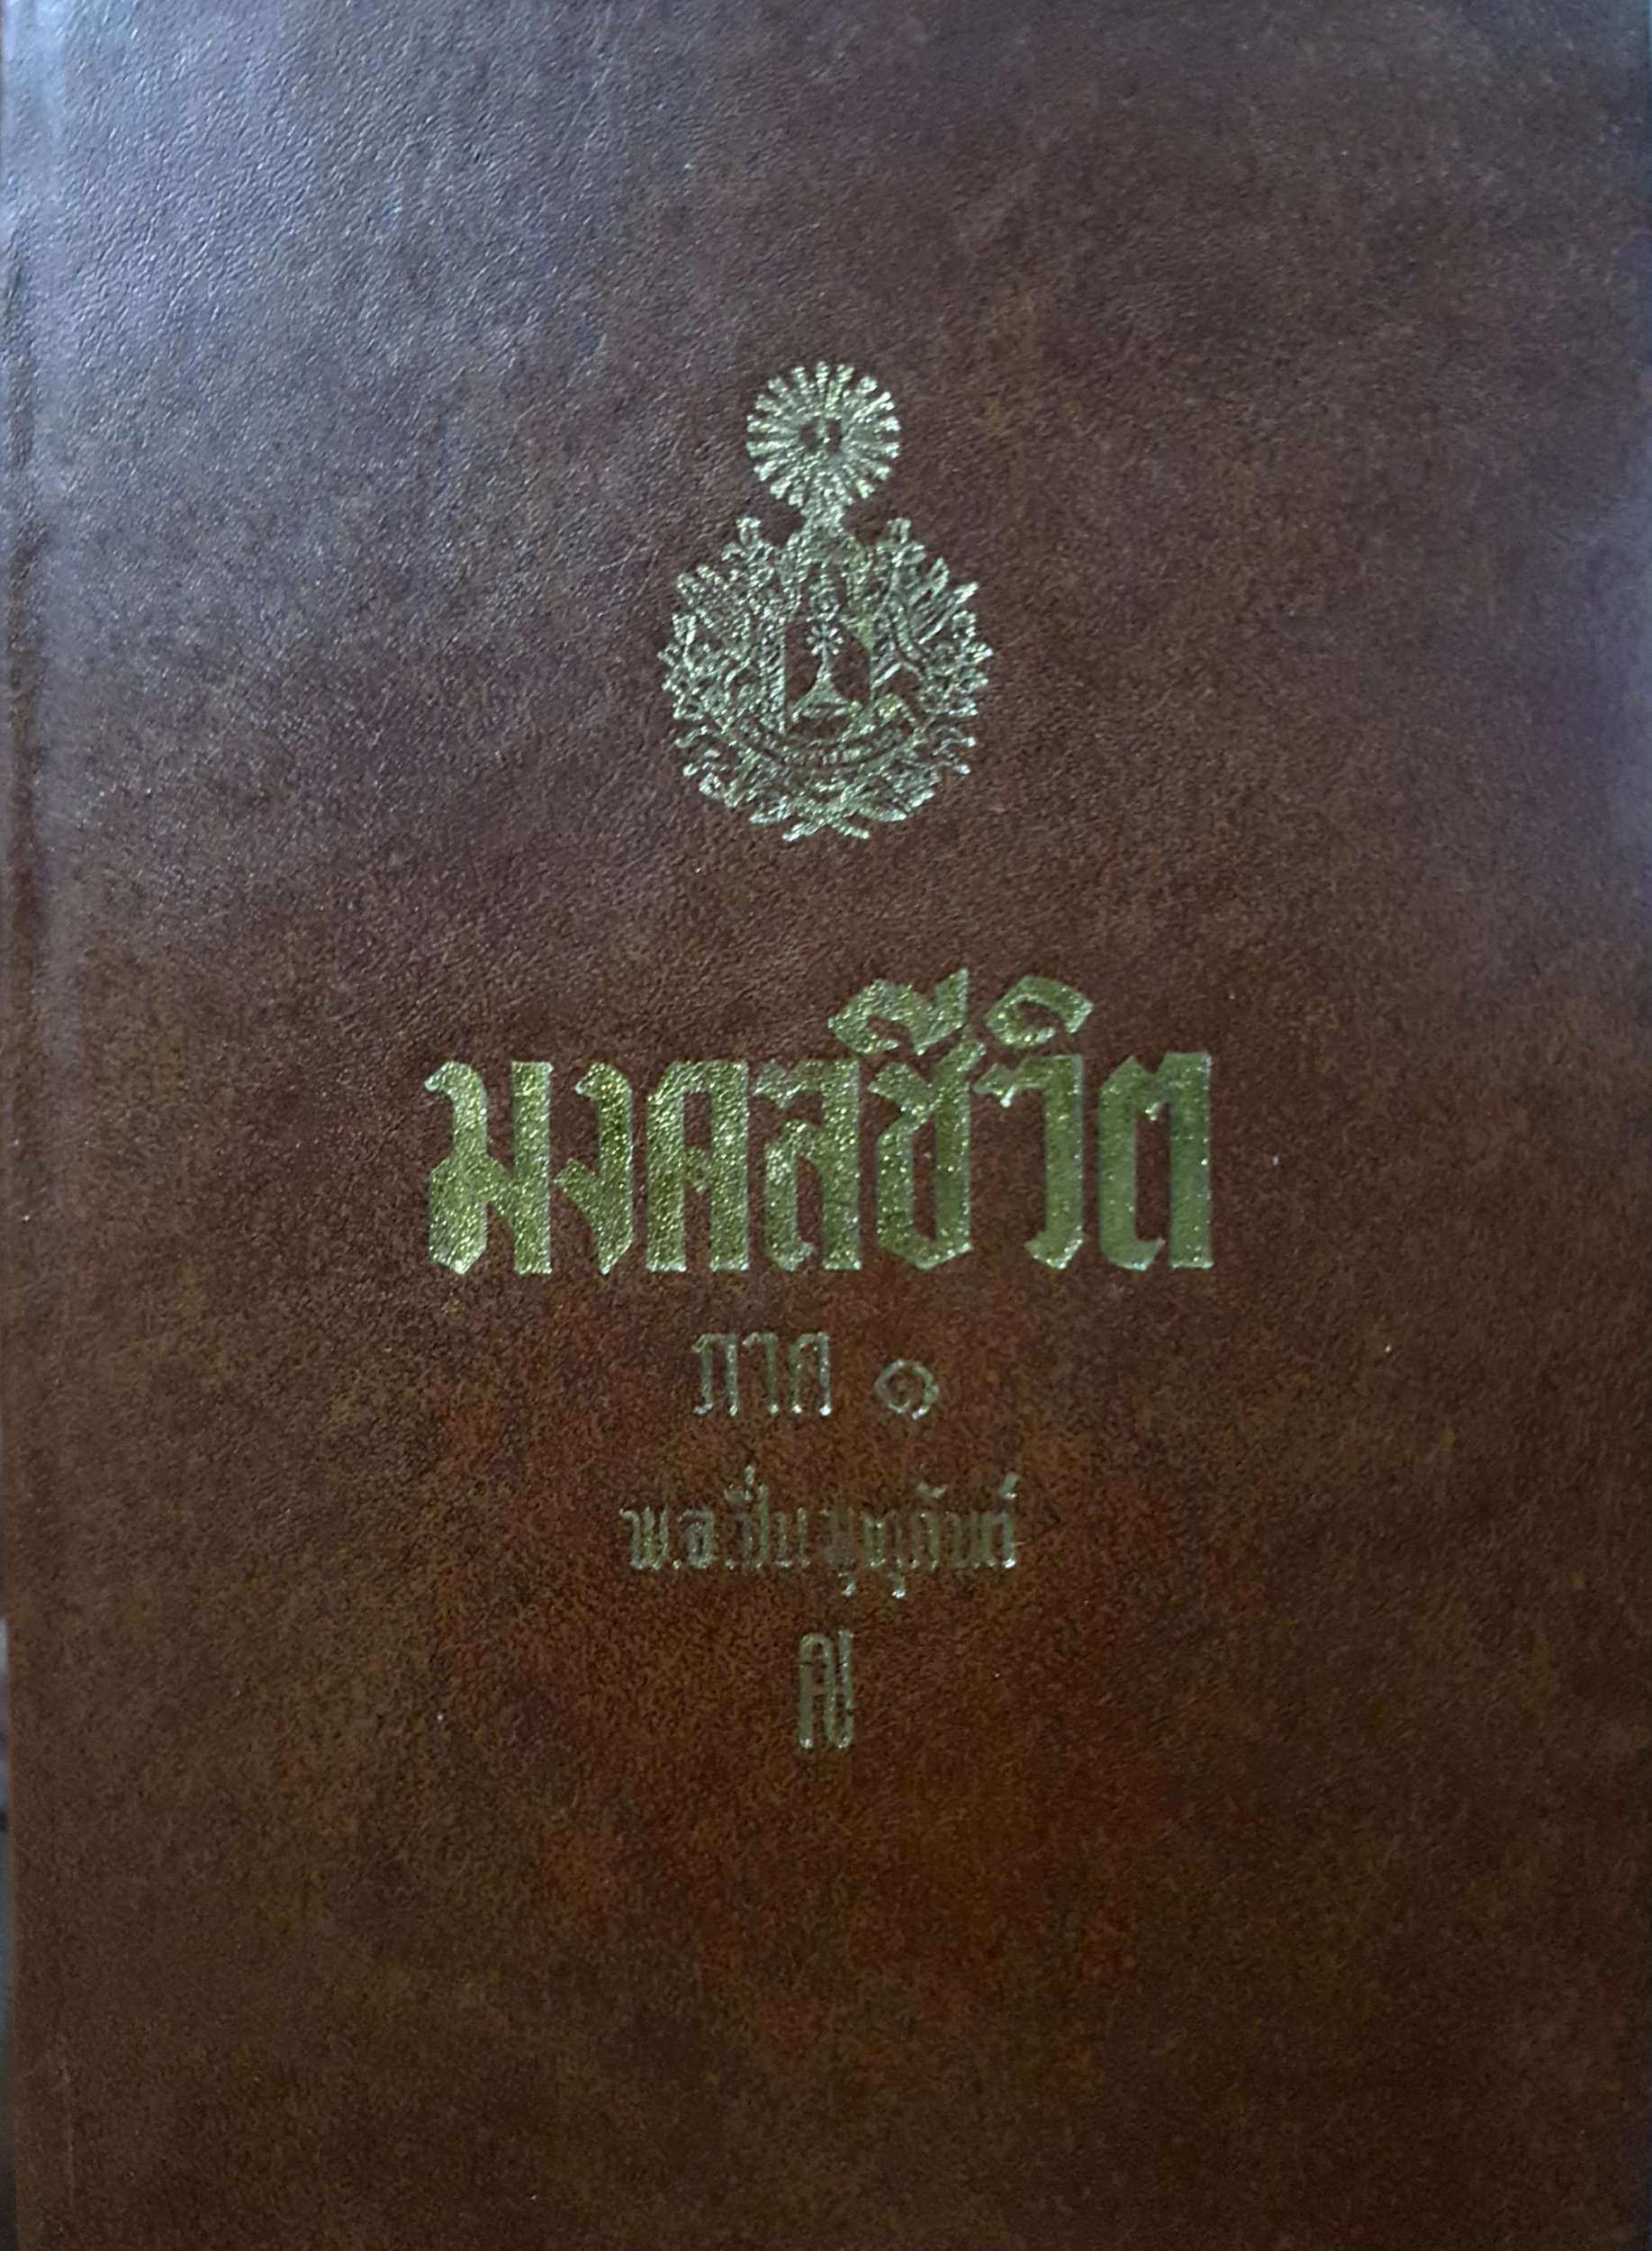 มงคลชีวิต
ภาค ๑
พ.อ.ปิ่น มุทุกันต์